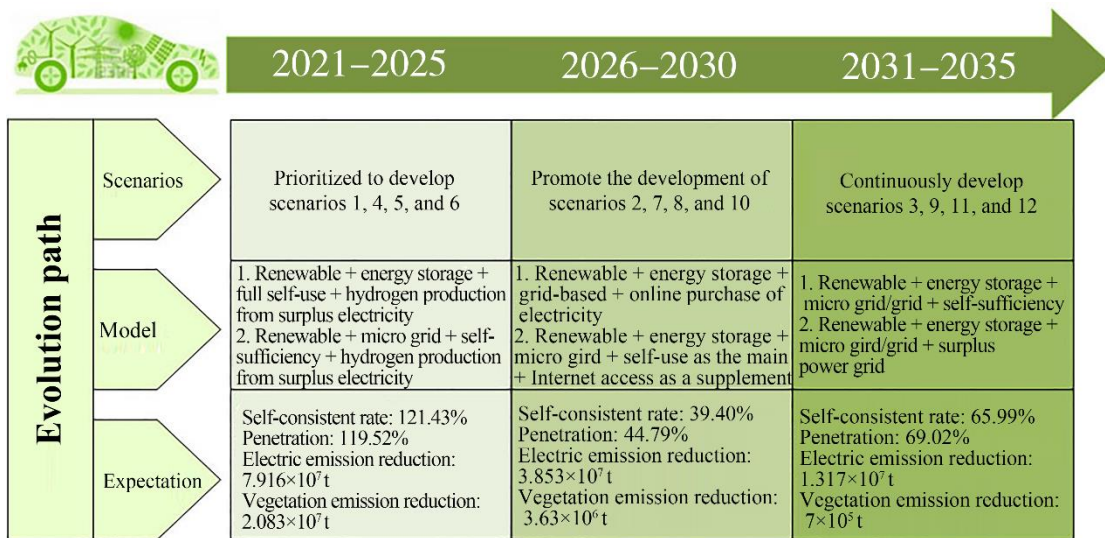 2021–2025
2026–2030
2031–2035
Evolution path
Scenarios
Prioritized to develop
scenarios 1, 4, 5, and 6
Promote the development of
scenarios 2, 7, 8, and 10
Continuously develop
scenarios 3, 9, 11, and 12
Model
1. Renewable + energy storage +
full self-use + hydrogen production
from surplus electricity
2. Renewable + micro grid + self-
sufficiency + hydrogen production
from surplus electricity
1. Renewable + energy storage +
grid-based + online purchase of
electricity
2. Renewable + energy storage +
micro gird + self-use as the main
+ Internet access as a supplement
1. Renewable + energy storage +
micro grid/grid + self-sufficiency
2. Renewable + energy storage +
micro gird/grid + surplus
power grid
Expectation
Self-consistent rate: 121.43%
Penetration: 119.52%
Electric emission reduction:
7.916×10⁷ t
Vegetation emission reduction:
2.083×10⁷ t
Self-consistent rate: 39.40%
Penetration: 44.79%
Electric emission reduction:
3.853×10⁷ t
Vegetation emission reduction:
3.63×10⁶ t
Self-consistent rate: 65.99%
Penetration: 69.02%
Electric emission reduction:
1.317×10⁷ t
Vegetation emission reduction:
7×10⁵ t